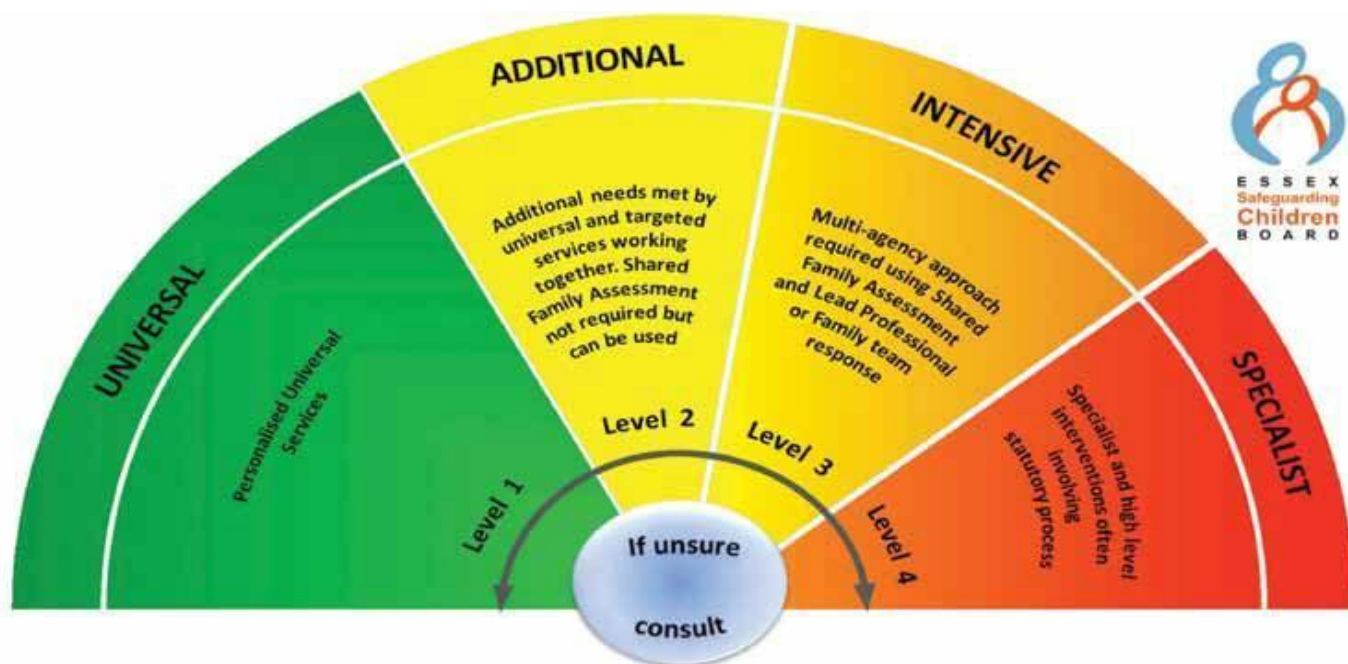 UNIVERSAL
Personalised Universal
Services
Level 1
ADDITIONAL
Additional needs met by
universal and targeted
services working
together. Shared
Family Assessment
not required but
can be used
Level 2
INTENSIVE
Multi-agency approach
required using Shared
Family Assessment
and Lead Professional
or Family team
response
Level 3
SPECIALIST
Specialist and high level
interventions often
involving
statutory process
Level 4
If unsure
consult
ESSEX
Safeguarding
Children
BOARD